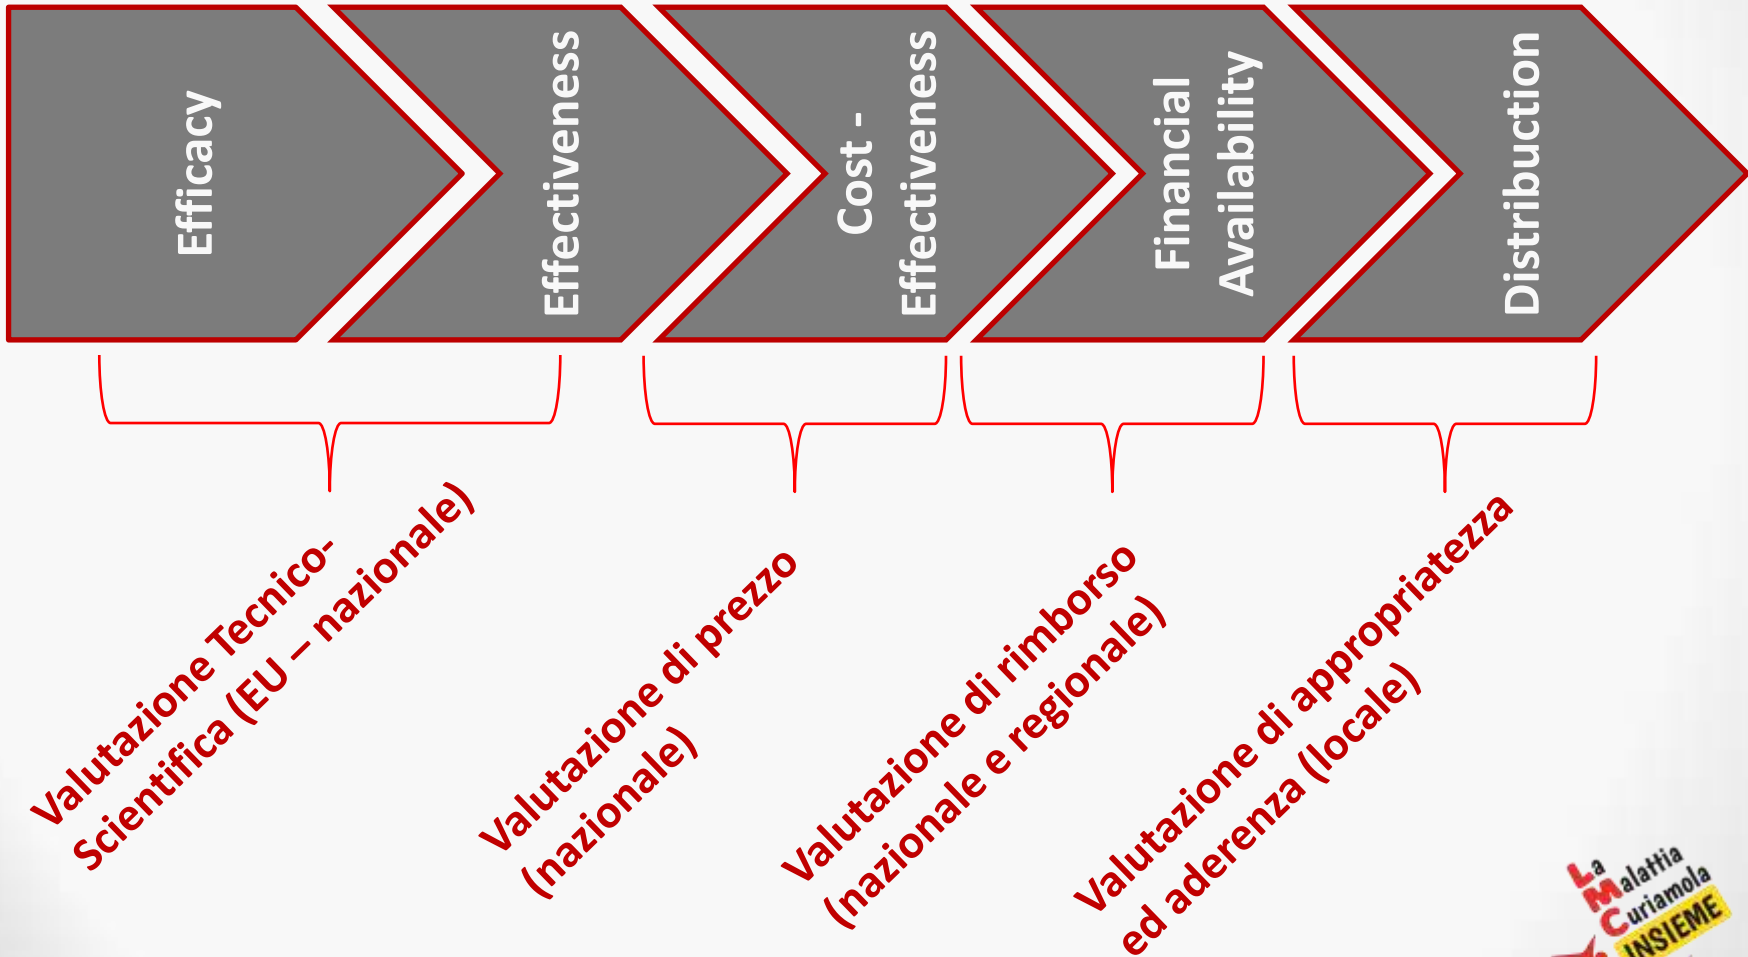 Efficacy
Effectiveness
Cost -
Effectiveness
Financial
Availability
Distribuction
Valutazione Tecnico-
Scientifica (EU – nazionale)
Valutazione di prezzo
(nazionale)
Valutazione di rimborso
(nazionale e regionale)
Valutazione di appropriatezza
ed aderenza (locale)
La
Malattia
Curiamola
INSIEME